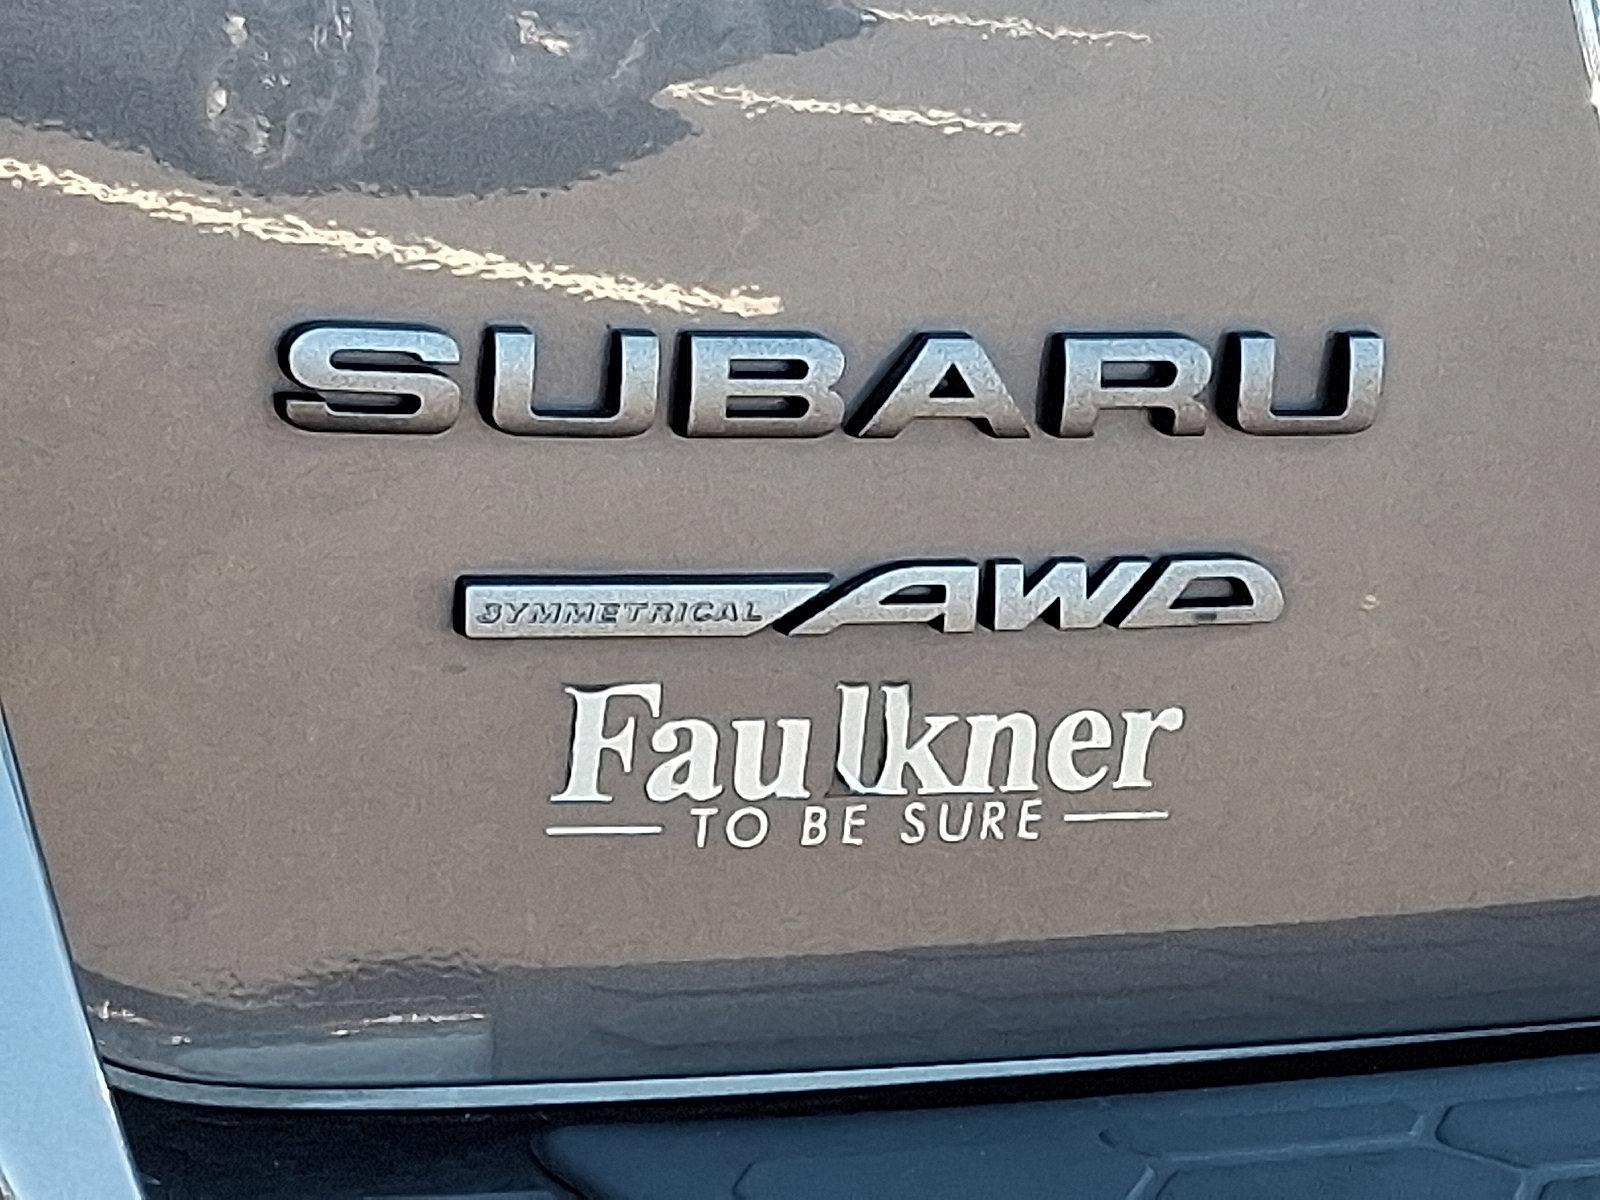 SUBARU
SYMMETRICAL AWD
Faulkner
TO BE SURE